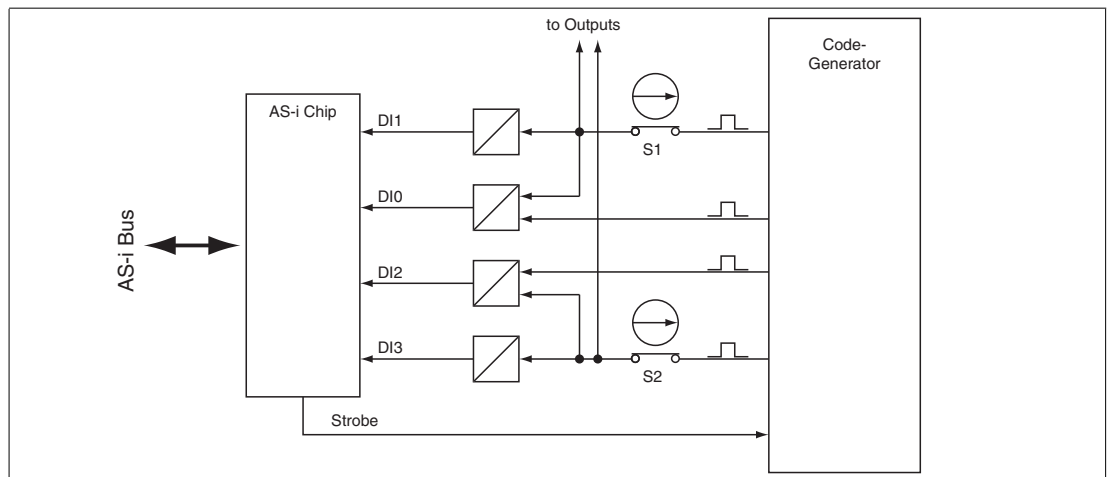 to Outputs
Code-
Generator
AS-i Chip
DI1
S1
DI0
AS-i Bus
DI2
DI3
S2
Strobe